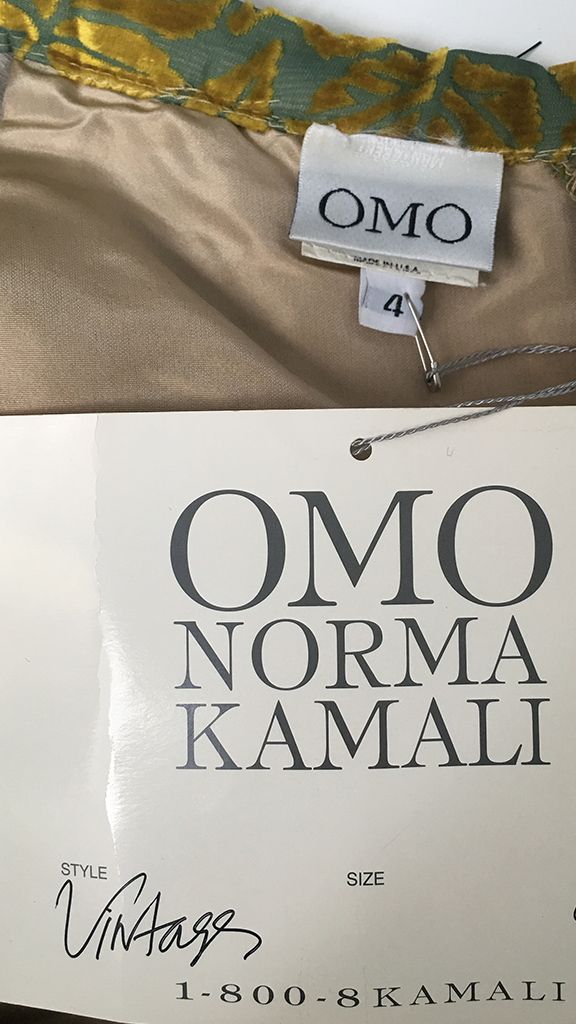 OMO
MADE IN U.S.A.
4
OMO
NORMA
KAMALI
STYLE
SIZE
Vintage
1-800-8KAMALI